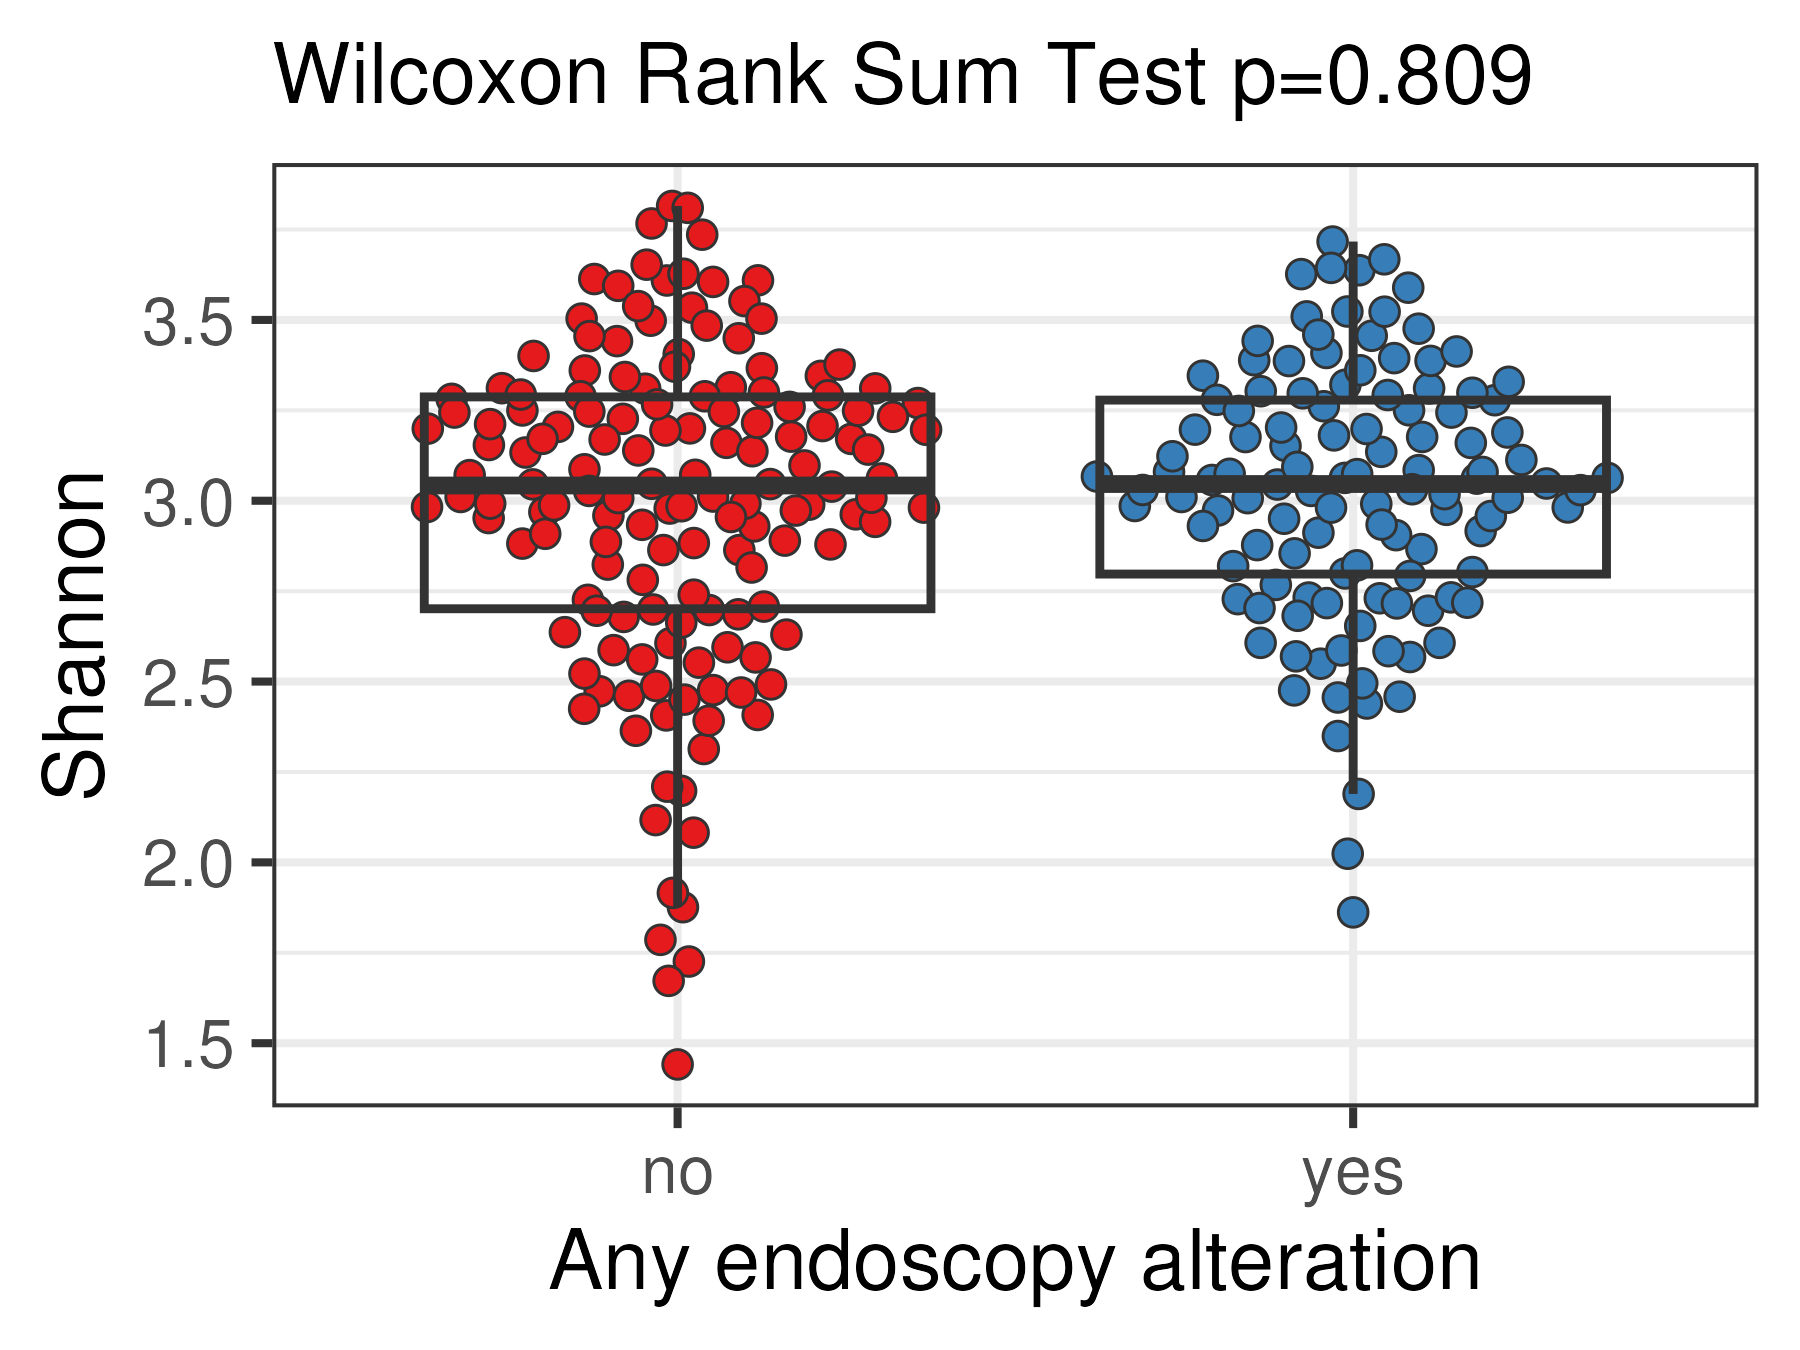 Wilcoxon Rank Sum Test p=0.809
Shannon
3.5
3.0
2.5
2.0
1.5
no yes
Any endoscopy alteration